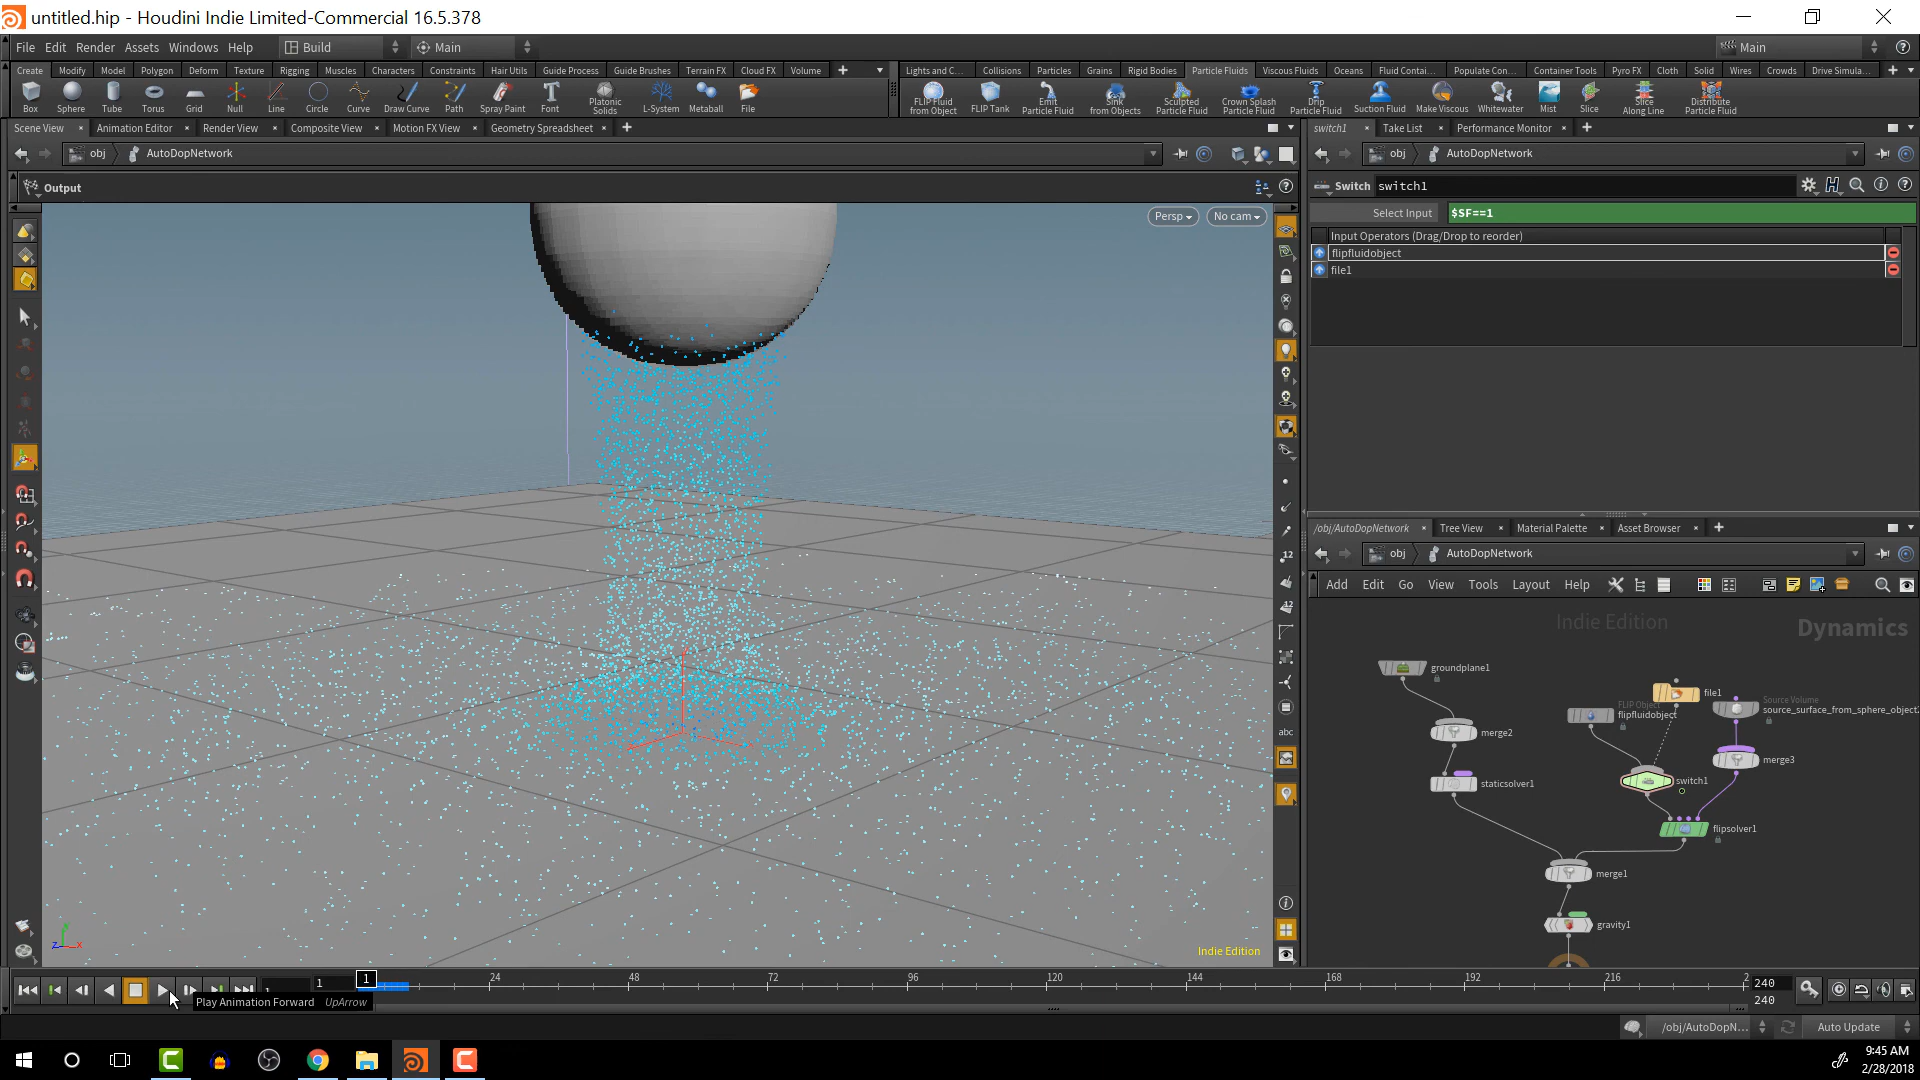 untitled.hip - Houdini Indie Limited-Commercial 16.5.378
File Edit Render Assets Windows Help Build Main Main
Create Modify Model Polygon Deform Texture Rigging Muscles Characters Constraints Hair Utils Guide Process Guide Brushes Terrain FX Cloud FX Volume
Lights and C... Collisions Particles Grains Rigid Bodies Particle Fluids Viscous Fluids Oceans Fluid Contai... Populate Con... Container Tools Pyro FX Cloth Solid Wires Crowds Drive Simula...
Box Sphere Tube Torus Grid Null Line Circle Curve Draw Curve Path Spray Paint Font Platonic Solids L-System Metaball File
FLIP Fluid from Object FLIP Tank Emit Particle Fluid Sink from Objects Sculpted Particle Fluid Crown Splash Particle Fluid Drip Particle Fluid Suction Fluid Make Viscous Whitewater Mist Slice Slice Along Line Distribute Particle Fluid
Scene View Animation Editor Render View Composite View Motion FX View Geometry Spreadsheet
switch1 Take List Performance Monitor
obj AutoDopNetwork
obj AutoDopNetwork
Output
Switch switch1
Persp No cam
Select Input $SF==1
Input Operators (Drag/Drop to reorder)
flipfluidobject
file1
/obj/AutoDopNetwork Tree View Material Palette Asset Browser
obj AutoDopNetwork
Add Edit Go View Tools Layout Help
Indie Edition
Dynamics
groundplane1
file1
Source Volume
source_surface_from_sphere_object
FLIP Object
flipfluidobject
merge2
merge3
switch1
staticsolver1
flipsolver1
merge1
gravity1
12
12
abc
Indie Edition
z x
1 1 24 48 72 96 120 144 168 192 216 2 240
240
Play Animation Forward UpArrow
/obj/AutoDopN... Auto Update
9:45 AM
2/28/2018